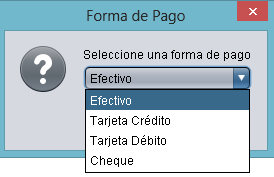 Forma de Pago
Seleccione una forma de pago
Efectivo
Efectivo
Tarjeta Crédito
Tarjeta Débito
Cheque